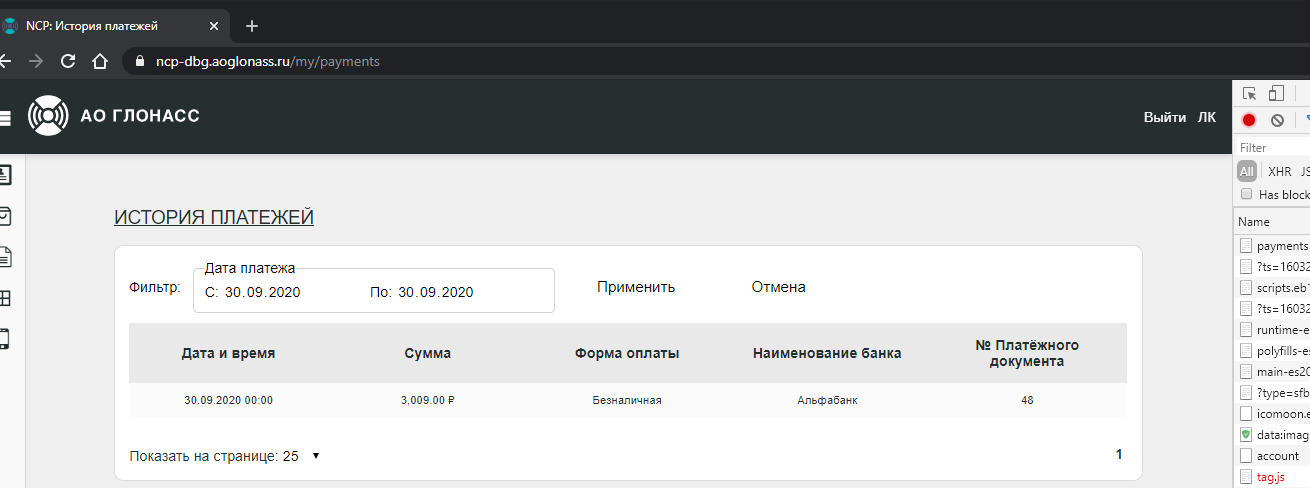 NCP: История платежей
ncp-dbg.aoglonass.ru/my/payments
АО ГЛОНАСС
Выйти ЛК
Filter
All XHR JS
Has block
Name
payments
?ts=16032
scripts.eb1
?ts=16032
runtime-e
polyfills-es
main-es20
?type=sfb
icomoon.e
data:imag
account
tag.js
ИСТОРИЯ ПЛАТЕЖЕЙ
Дата платежа
Фильтр: С: 30.09.2020 По: 30.09.2020 Применить Отмена
Дата и время Сумма Форма оплаты Наименование банка № Платёжного документа
30.09.2020 00:00 3,009.00 ₽ Безналичная Альфабанк 48
Показать на странице: 25 1